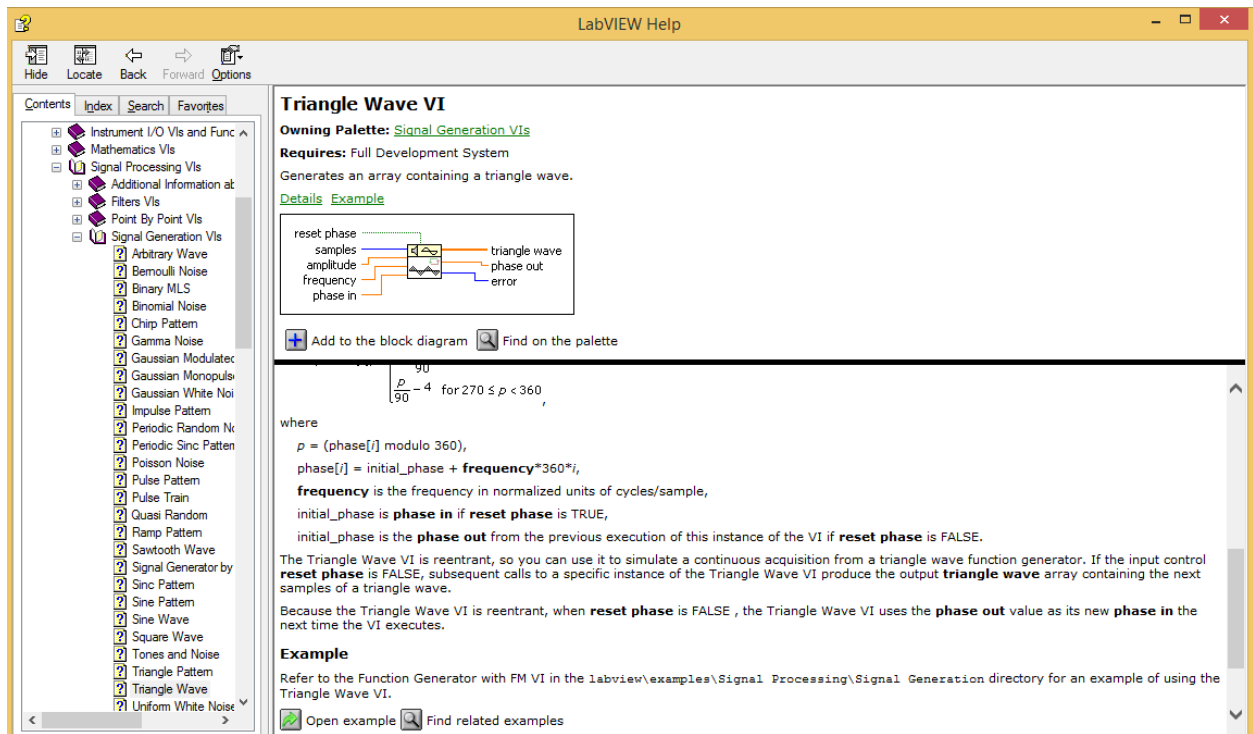 LabVIEW Help
Hide Locate Back Forward Options
Contents Index Search Favorites
Instrument I/O VIs and Func
Mathematics VIs
Signal Processing VIs
Additional Information ab
Filters VIs
Point By Point VIs
Signal Generation VIs
Arbitrary Wave
Bernoulli Noise
Binary MLS
Binomial Noise
Chirp Pattern
Gamma Noise
Gaussian Modulated
Gaussian Monopuls
Gaussian White Noi
Impulse Pattern
Periodic Random No
Periodic Sinc Pattern
Poisson Noise
Pulse Pattern
Pulse Train
Quasi Random
Ramp Pattern
Sawtooth Wave
Signal Generator by
Sinc Pattern
Sine Pattern
Sine Wave
Square Wave
Tones and Noise
Triangle Pattern
Triangle Wave
Uniform White Noise
Triangle Wave VI
Owning Palette: Signal Generation VIs
Requires: Full Development System
Generates an array containing a triangle wave.
Details Example
reset phase
samples
amplitude
frequency
phase in
triangle wave
phase out
error
Add to the block diagram Find on the palette
90
p/90 − 4 for 270 ≤ p < 360,
where
p = (phase[i] modulo 360),
phase[i] = initial_phase + frequency*360*i,
frequency is the frequency in normalized units of cycles/sample,
initial_phase is phase in if reset phase is TRUE,
initial_phase is the phase out from the previous execution of this instance of the VI if reset phase is FALSE.
The Triangle Wave VI is reentrant, so you can use it to simulate a continuous acquisition from a triangle wave function generator. If the input control
reset phase is FALSE, subsequent calls to a specific instance of the Triangle Wave VI produce the output triangle wave array containing the next
samples of a triangle wave.
Because the Triangle Wave VI is reentrant, when reset phase is FALSE , the Triangle Wave VI uses the phase out value as its new phase in the
next time the VI executes.
Example
Refer to the Function Generator with FM VI in the labview\examples\Signal Processing\Signal Generation directory for an example of using the
Triangle Wave VI.
Open example Find related examples